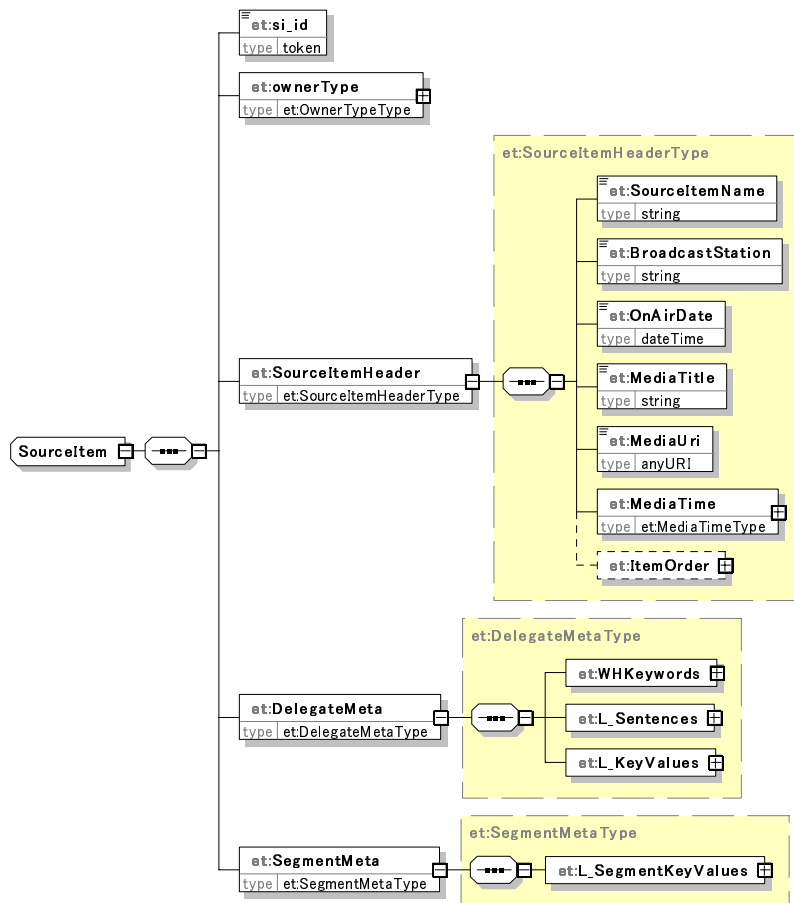 et:si_id
type token
et:ownerType
type et:OwnerTypeType
et:SourceItemHeaderType
et:SourceItemName
type string
et:BroadcastStation
type string
et:OnAirDate
type dateTime
et:SourceItemHeader
type et:SourceItemHeaderType
et:MediaTitle
type string
SourceItem
et:MediaUri
type anyURI
et:MediaTime
type et:MediaTimeType
et:ItemOrder
et:DelegateMetaType
et:WHKeywords
et:DelegateMeta
type et:DelegateMetaType
et:L_Sentences
et:L_KeyValues
et:SegmentMetaType
et:SegmentMeta
type et:SegmentMetaType
et:L_SegmentKeyValues